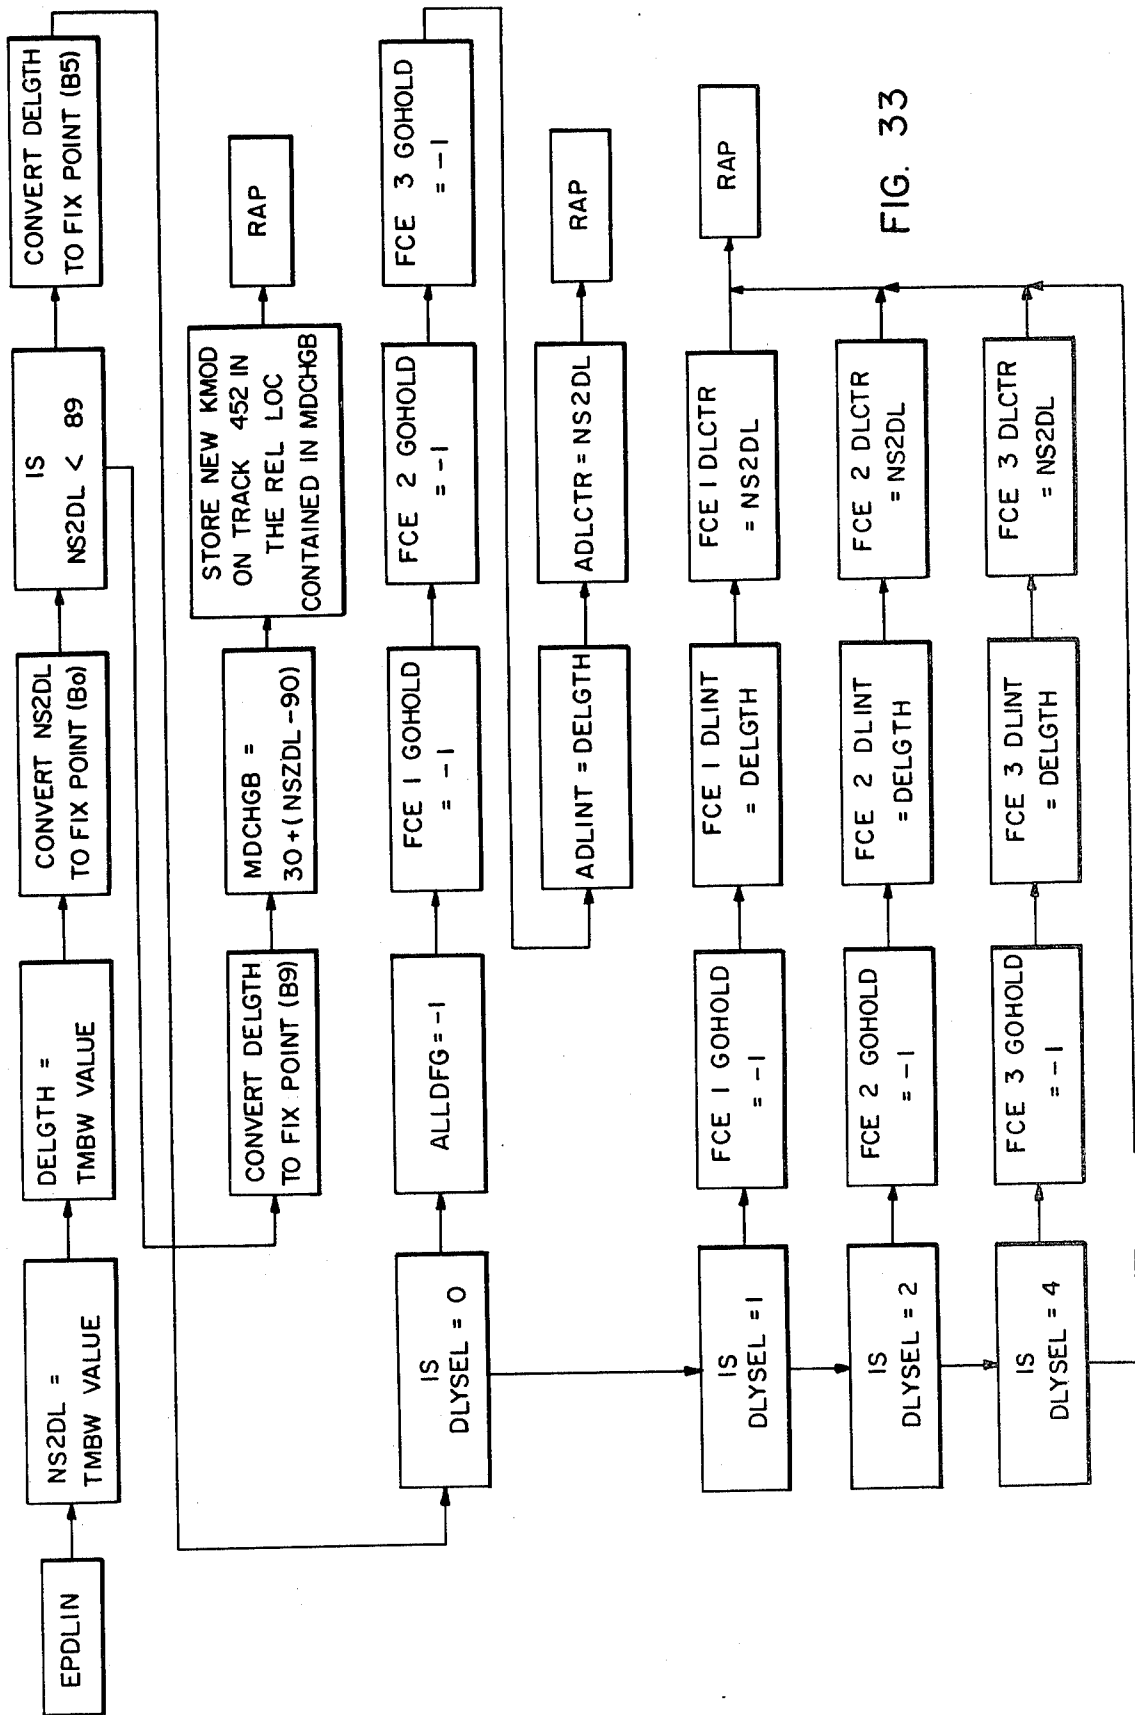 EPDLIN
NS2DL =
TMBW VALUE
DELGTH =
TMBW VALUE
CONVERT NS2DL
TO FIX POINT (B0)
IS
NS2DL < 89
CONVERT DELGTH
TO FIX POINT (B5)
CONVERT DELGTH
TO FIX POINT (B9)
MDCHGB =
30+(NSZDL-90)
STORE NEW KMOD
ON TRACK 452 IN
THE REL LOC
CONTAINED IN MDCHGB
RAP
IS
DLYSEL = 0
ALLDFG = -1
FCE 1 GOHOLD
= -1
FCE 2 GOHOLD
= -1
FCE 3 GOHOLD
= -1
ADLINT = DELGTH
ADLCTR = NS2DL
RAP
IS
DLYSEL = 1
FCE 1 GOHOLD
= -1
FCE 1 DLINT
= DELGTH
FCE 1 DLCTR
= NS2DL
RAP
IS
DLYSEL = 2
FCE 2 GOHOLD
= -1
FCE 2 DLINT
= DELGTH
FCE 2 DLCTR
= NS2DL
IS
DLYSEL = 4
FCE 3 GOHOLD
= -1
FCE 3 DLINT
= DELGTH
FCE 3 DLCTR
= NS2DL
FIG. 33